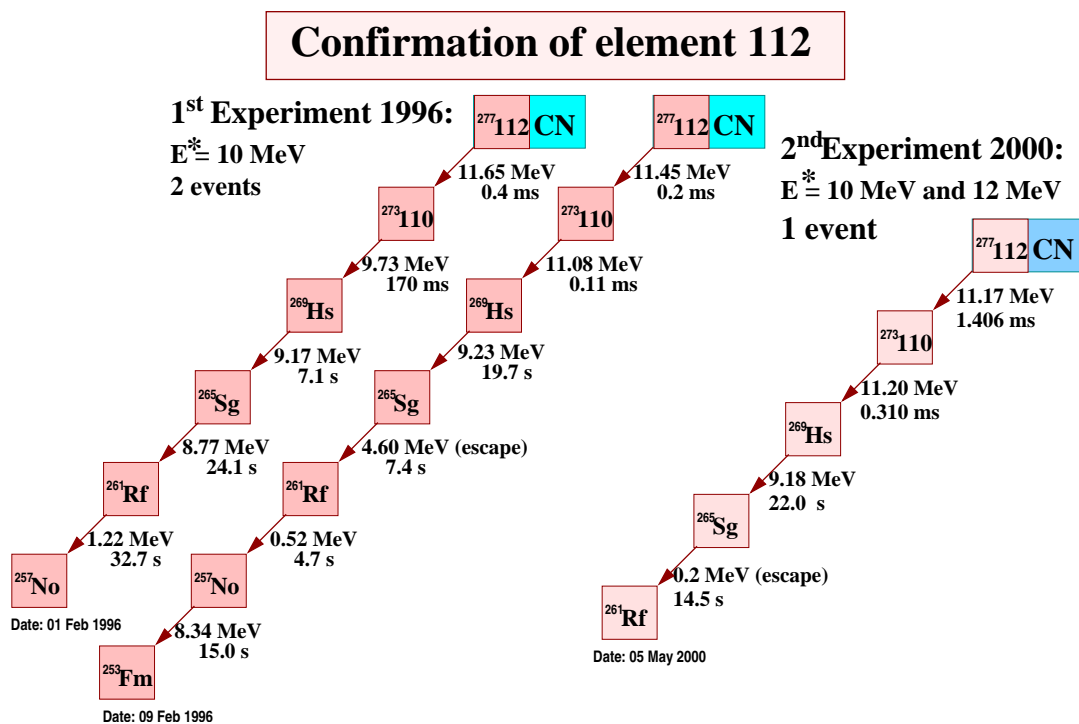 Confirmation of element 112
1st Experiment 1996:
E*= 10 MeV
2 events
277112 CN
11.65 MeV
0.4 ms
273110
9.73 MeV
170 ms
269Hs
9.17 MeV
7.1 s
265Sg
8.77 MeV
24.1 s
261Rf
1.22 MeV
32.7 s
257No
Date: 01 Feb 1996
277112 CN
11.45 MeV
0.2 ms
273110
11.08 MeV
0.11 ms
269Hs
9.23 MeV
19.7 s
265Sg
4.60 MeV (escape)
7.4 s
261Rf
0.52 MeV
4.7 s
257No
8.34 MeV
15.0 s
253Fm
Date: 09 Feb 1996
2nd Experiment 2000:
E*= 10 MeV and 12 MeV
1 event
277112 CN
11.17 MeV
1.406 ms
273110
11.20 MeV
0.310 ms
269Hs
9.18 MeV
22.0 s
265Sg
0.2 MeV (escape)
14.5 s
261Rf
Date: 05 May 2000